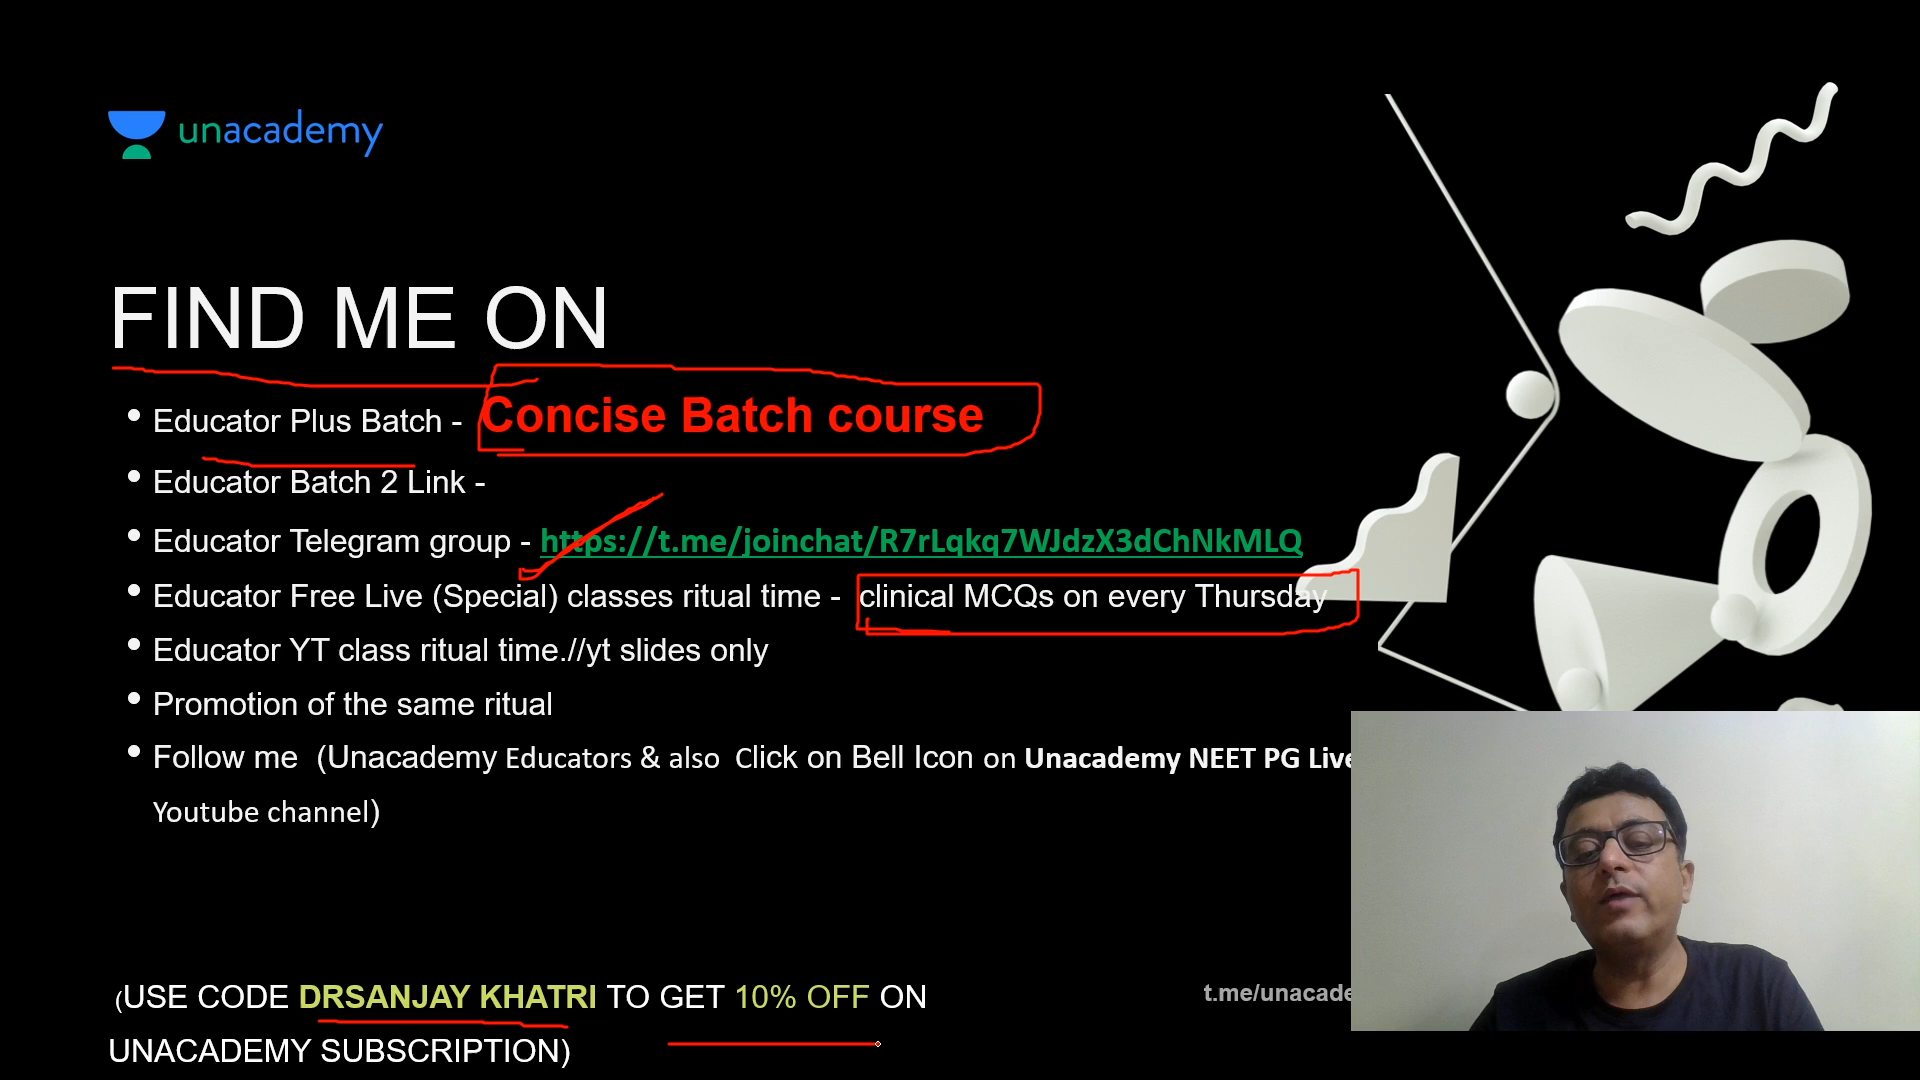 unacademy
FIND ME ON
Educator Plus Batch - Concise Batch course
Educator Batch 2 Link -
Educator Telegram group - https://t.me/joinchat/R7rLqkq7WJdzX3dChNkMLQ
Educator Free Live (Special) classes ritual time - clinical MCQs on every Thursday
Educator YT class ritual time.//yt slides only
Promotion of the same ritual
Follow me (Unacademy Educators & also Click on Bell Icon on Unacademy NEET PG Live
Youtube channel)
(USE CODE DRSANJAY KHATRI TO GET 10% OFF ON
UNACADEMY SUBSCRIPTION)